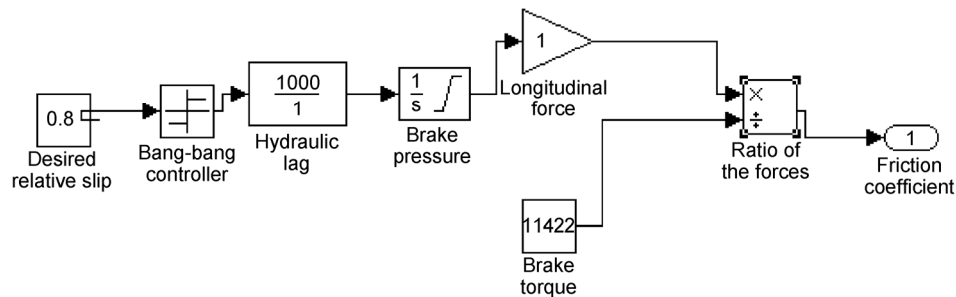 0.8
Desired
relative slip
Bang-bang
controller
1000
1
Hydraulic
lag
1
s
Brake
pressure
1
Longitudinal
force
11422
Brake
torque
×
÷
Ratio of
the forces
1
Friction
coefficient